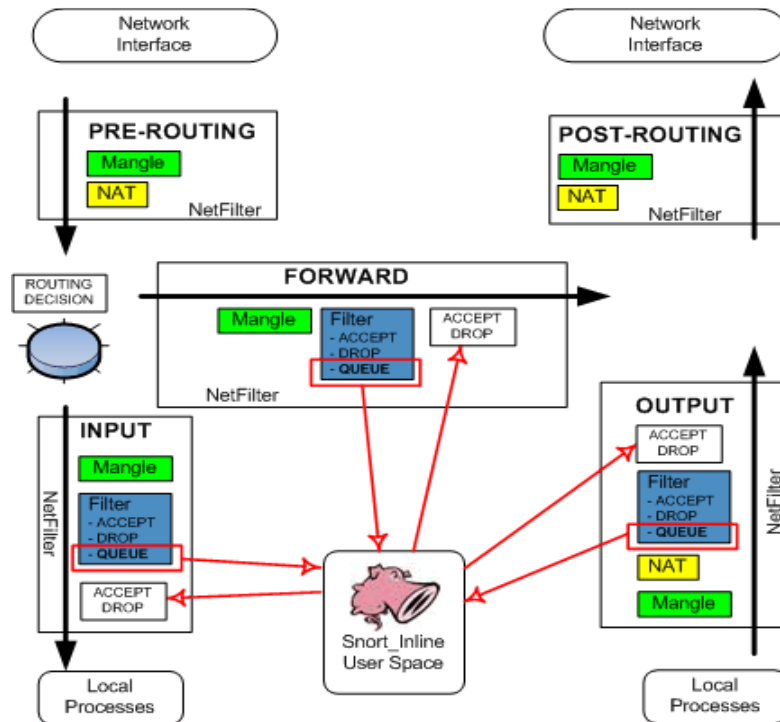 Network
Interface
Network
Interface
PRE-ROUTING
Mangle
NAT
NetFilter
POST-ROUTING
Mangle
NAT
NetFilter
ROUTING
DECISION
FORWARD
Mangle
Filter
- ACCEPT
- DROP
- QUEUE
ACCEPT
DROP
NetFilter
INPUT
Mangle
NetFilter
Filter
- ACCEPT
- DROP
- QUEUE
ACCEPT
DROP
Local
Processes
Snort_Inline
User Space
OUTPUT
ACCEPT
DROP
Filter
- ACCEPT
- DROP
- QUEUE
NetFilter
NAT
Mangle
Local
Processes